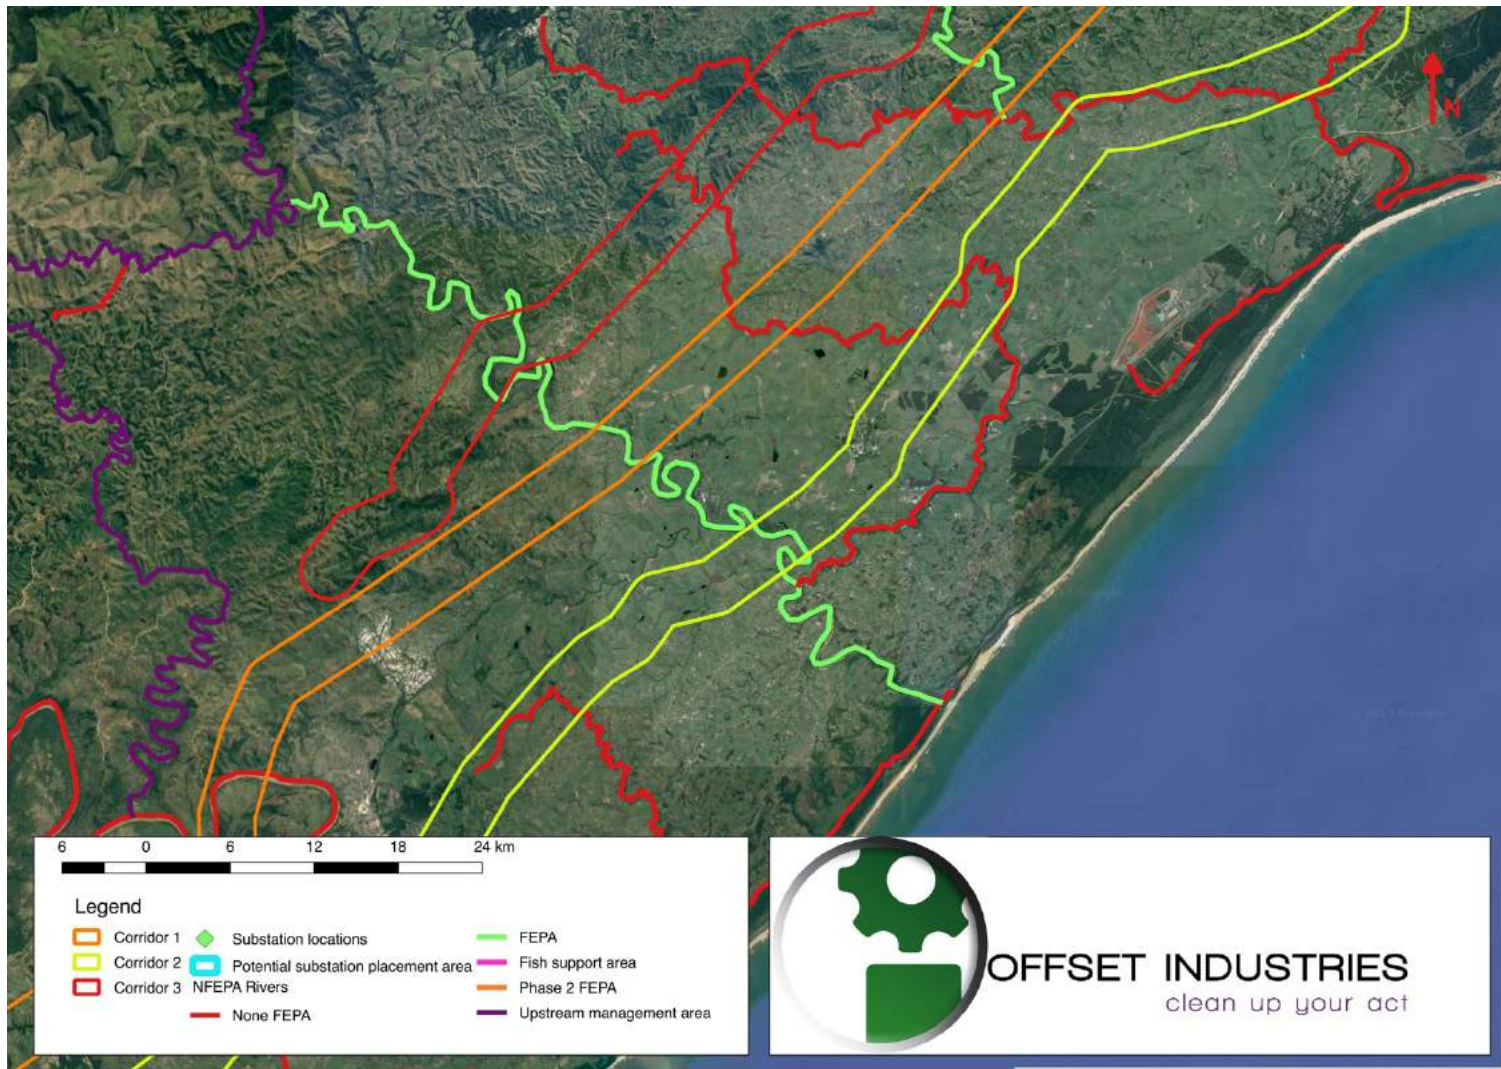 N
6 0 6 12 18 24 km
Legend
Corridor 1
Corridor 2
Corridor 3
Substation locations
Potential substation placement area
NFEPA Rivers
None FEPA
FEPA
Fish support area
Phase 2 FEPA
Upstream management area
OFFSET INDUSTRIES
clean up your act